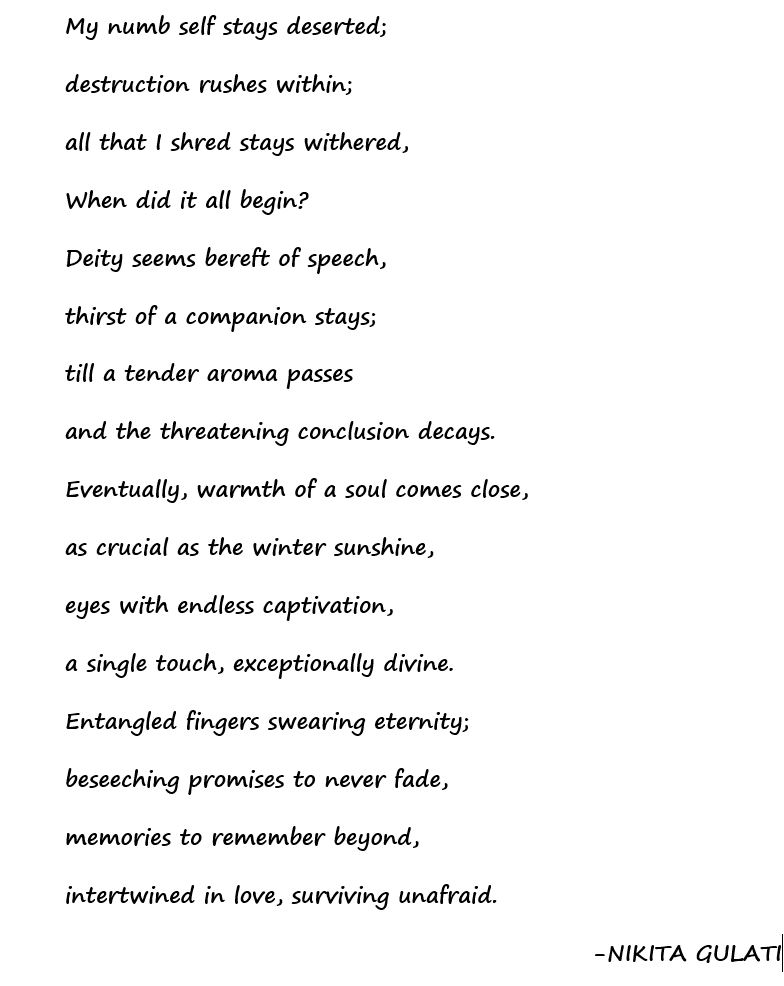 My numb self stays deserted;
destruction rushes within;
all that I shred stays withered,
When did it all begin?
Deity seems bereft of speech,
thirst of a companion stays;
till a tender aroma passes
and the threatening conclusion decays.
Eventually, warmth of a soul comes close,
as crucial as the winter sunshine,
eyes with endless captivation,
a single touch, exceptionally divine.
Entangled fingers swearing eternity;
beseeching promises to never fade,
memories to remember beyond,
intertwined in love, surviving unafraid.
-NIKITA GULATI